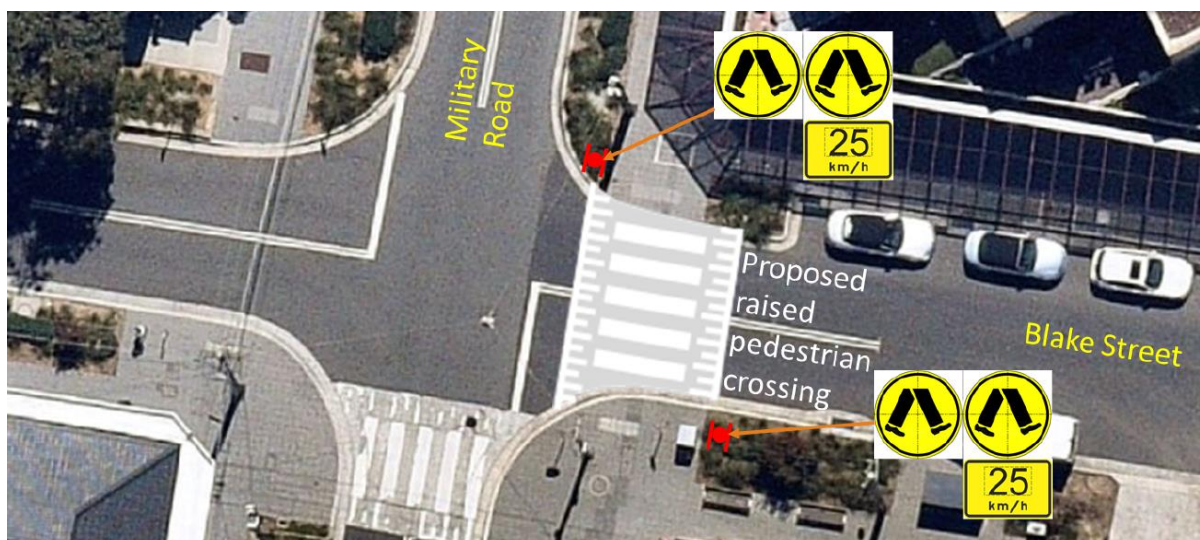 Military
Road
25
km/h
Proposed
raised
pedestrian
crossing
Blake Street
25
km/h